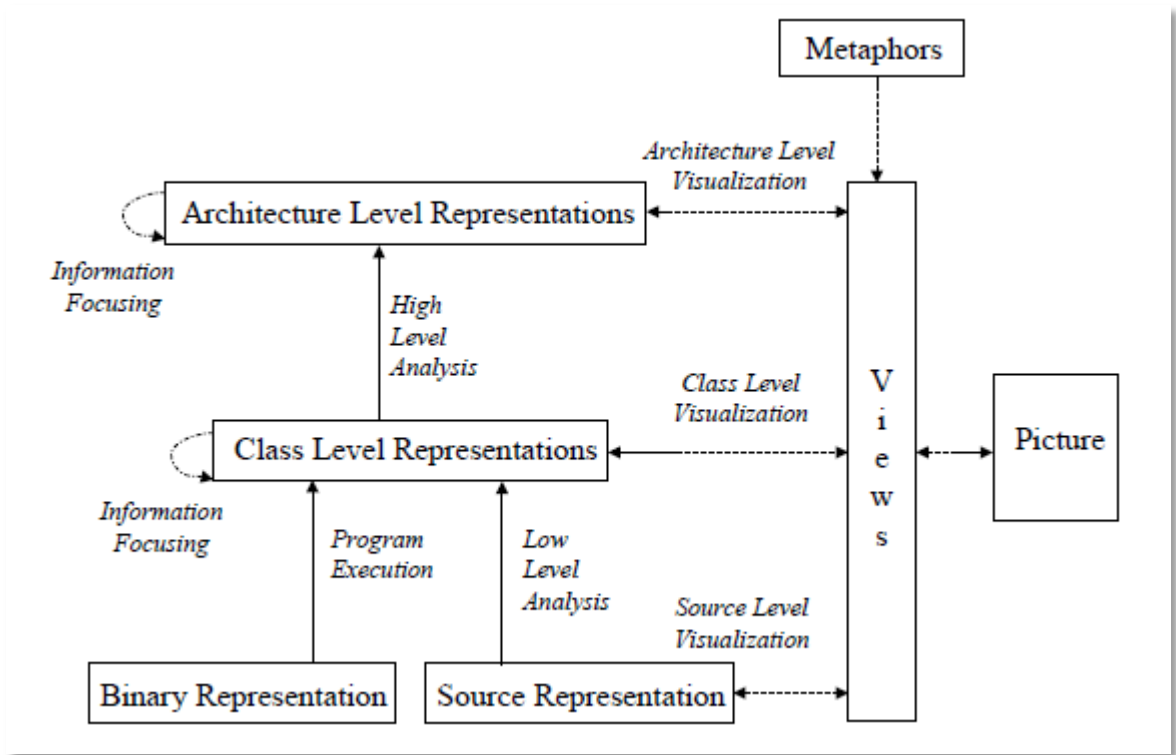 Metaphors
Architecture Level
Visualization
Architecture Level Representations
Information
Focusing
High
Level
Analysis
Class Level
Visualization
Views
Picture
Class Level Representations
Information
Focusing
Program
Execution
Low
Level
Analysis
Source Level
Visualization
Binary Representation
Source Representation